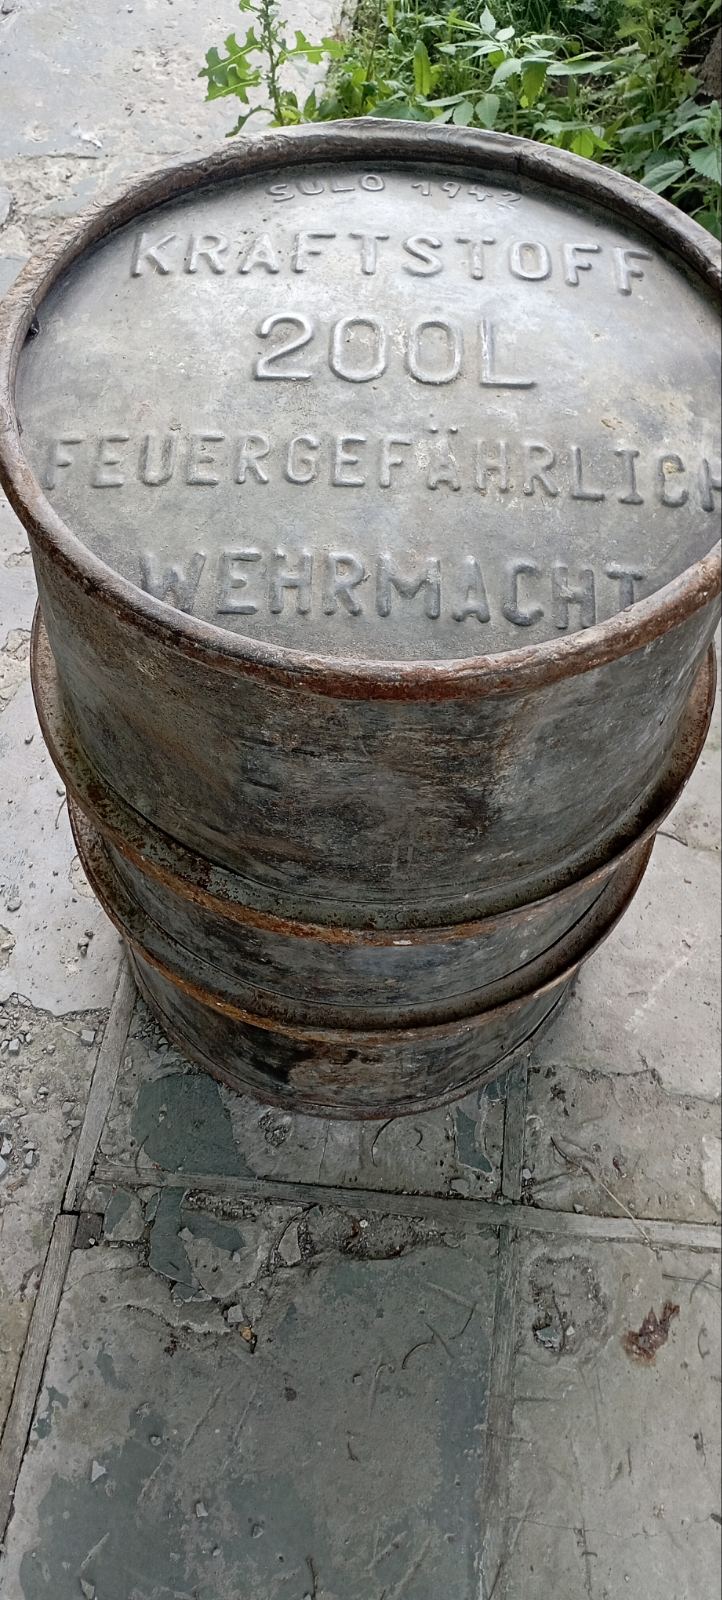 SULO 1942
KRAFTSTOFF
200L
FEUERGEFÄHRLICH
WEHRMACHT